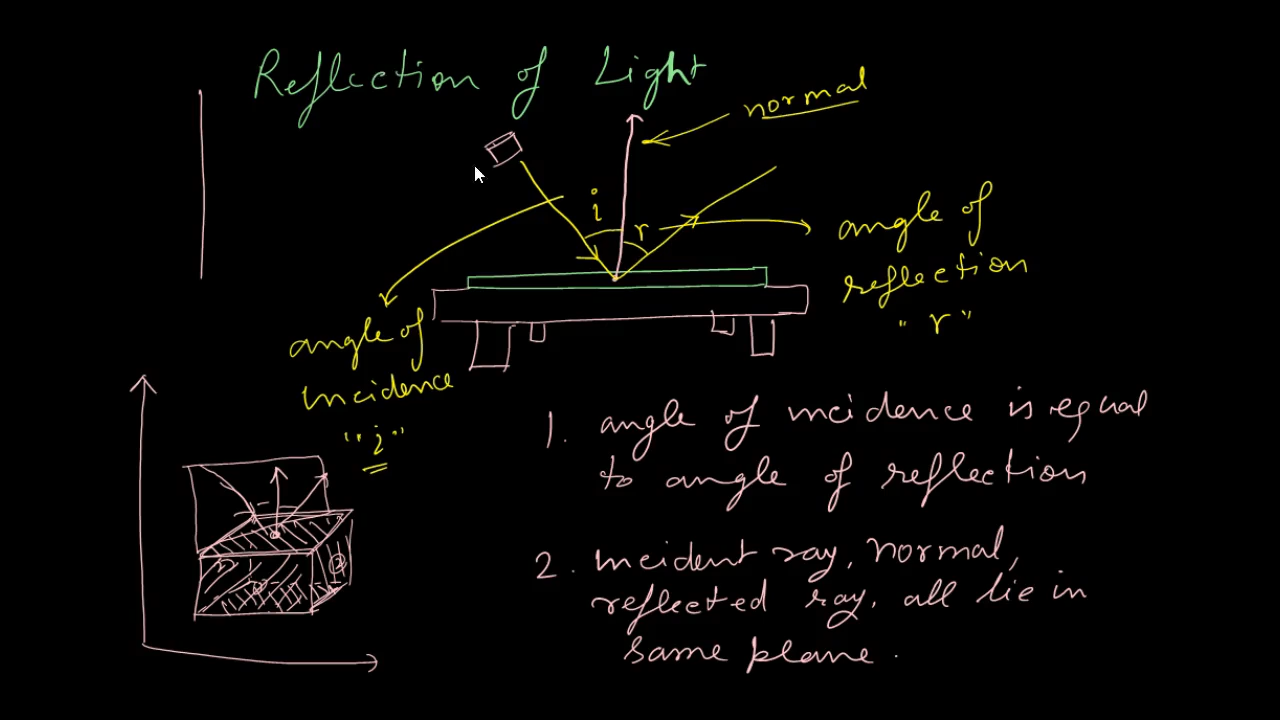 Reflection of Light
normal
i
r
angle of
reflection
"r"
angle of
incidence
"i"
1. angle of incidence is equal
to angle of reflection
2. incident ray, normal,
reflected ray, all lie in
same plane.